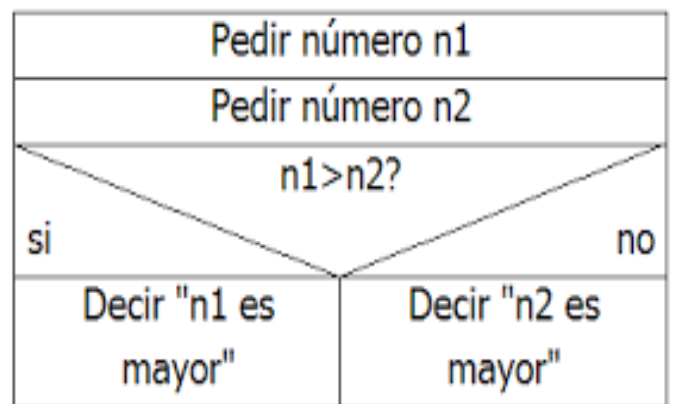 Pedir número n1
Pedir número n2
n1>n2?
si
no
Decir "n1 es
mayor"
Decir "n2 es
mayor"